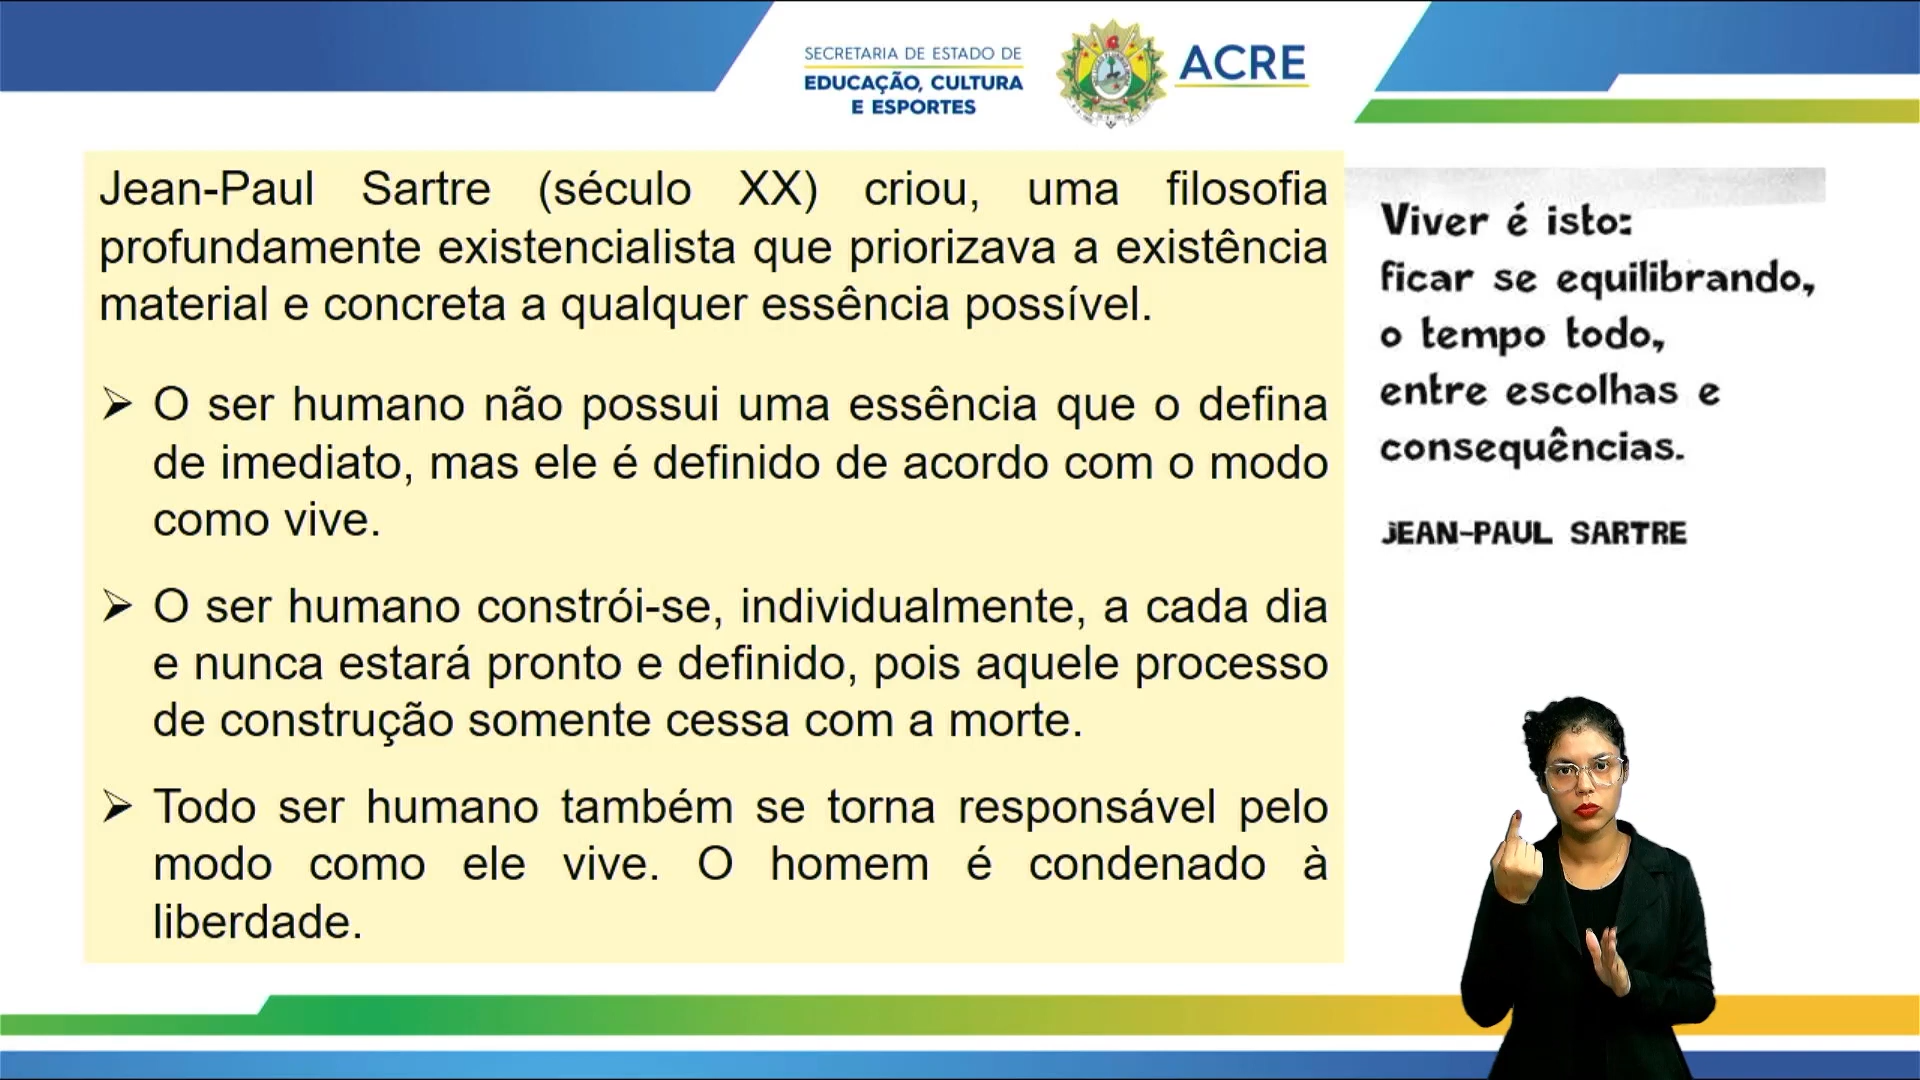 SECRETARIA DE ESTADO DE
EDUCAÇÃO, CULTURA
E ESPORTES
ACRE
Jean-Paul Sartre (século XX) criou, uma filosofia
profundamente existencialista que priorizava a existência
material e concreta a qualquer essência possível.
➢ O ser humano não possui uma essência que o defina
de imediato, mas ele é definido de acordo com o modo
como vive.
➢ O ser humano constrói-se, individualmente, a cada dia
e nunca estará pronto e definido, pois aquele processo
de construção somente cessa com a morte.
➢ Todo ser humano também se torna responsável pelo
modo como ele vive. O homem é condenado à
liberdade.
Viver é isto:
ficar se equilibrando,
o tempo todo,
entre escolhas e
consequências.
JEAN-PAUL SARTRE